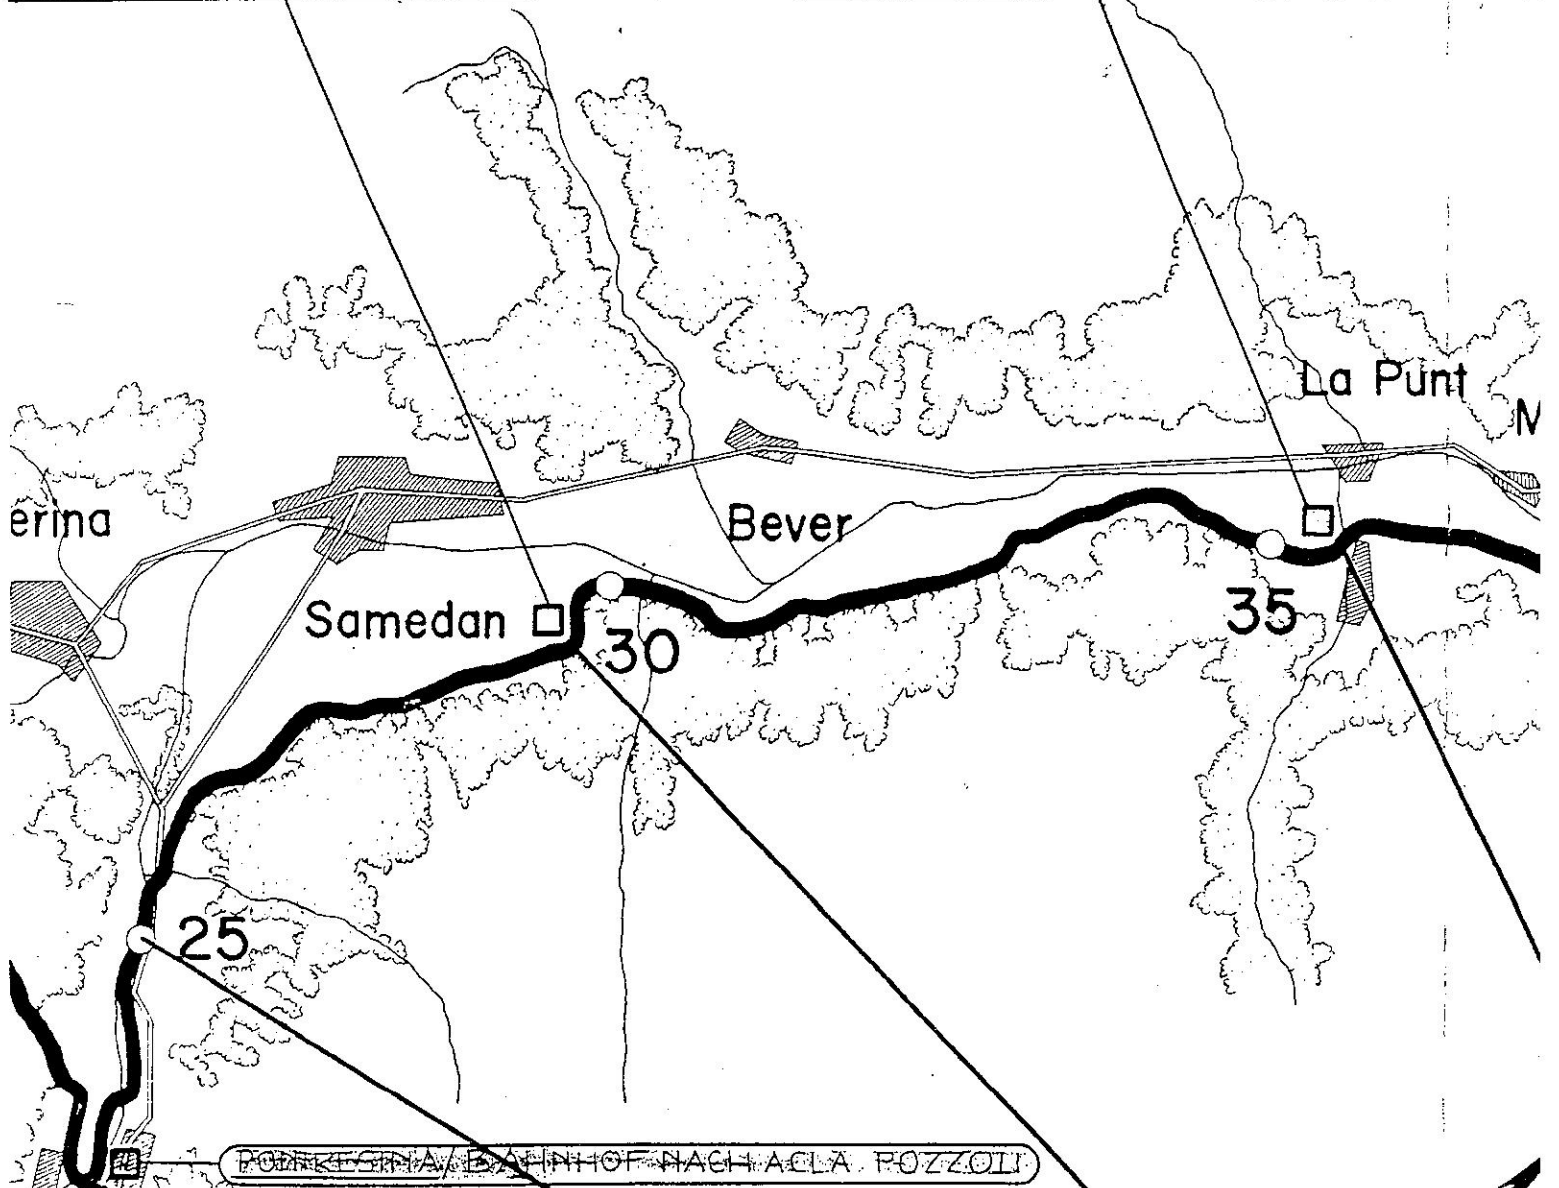 La Punt
M
erina
Bever
Samedan
35
30
25
PONTRESINA/BAHNHOF NACH ACLA POZZOLI